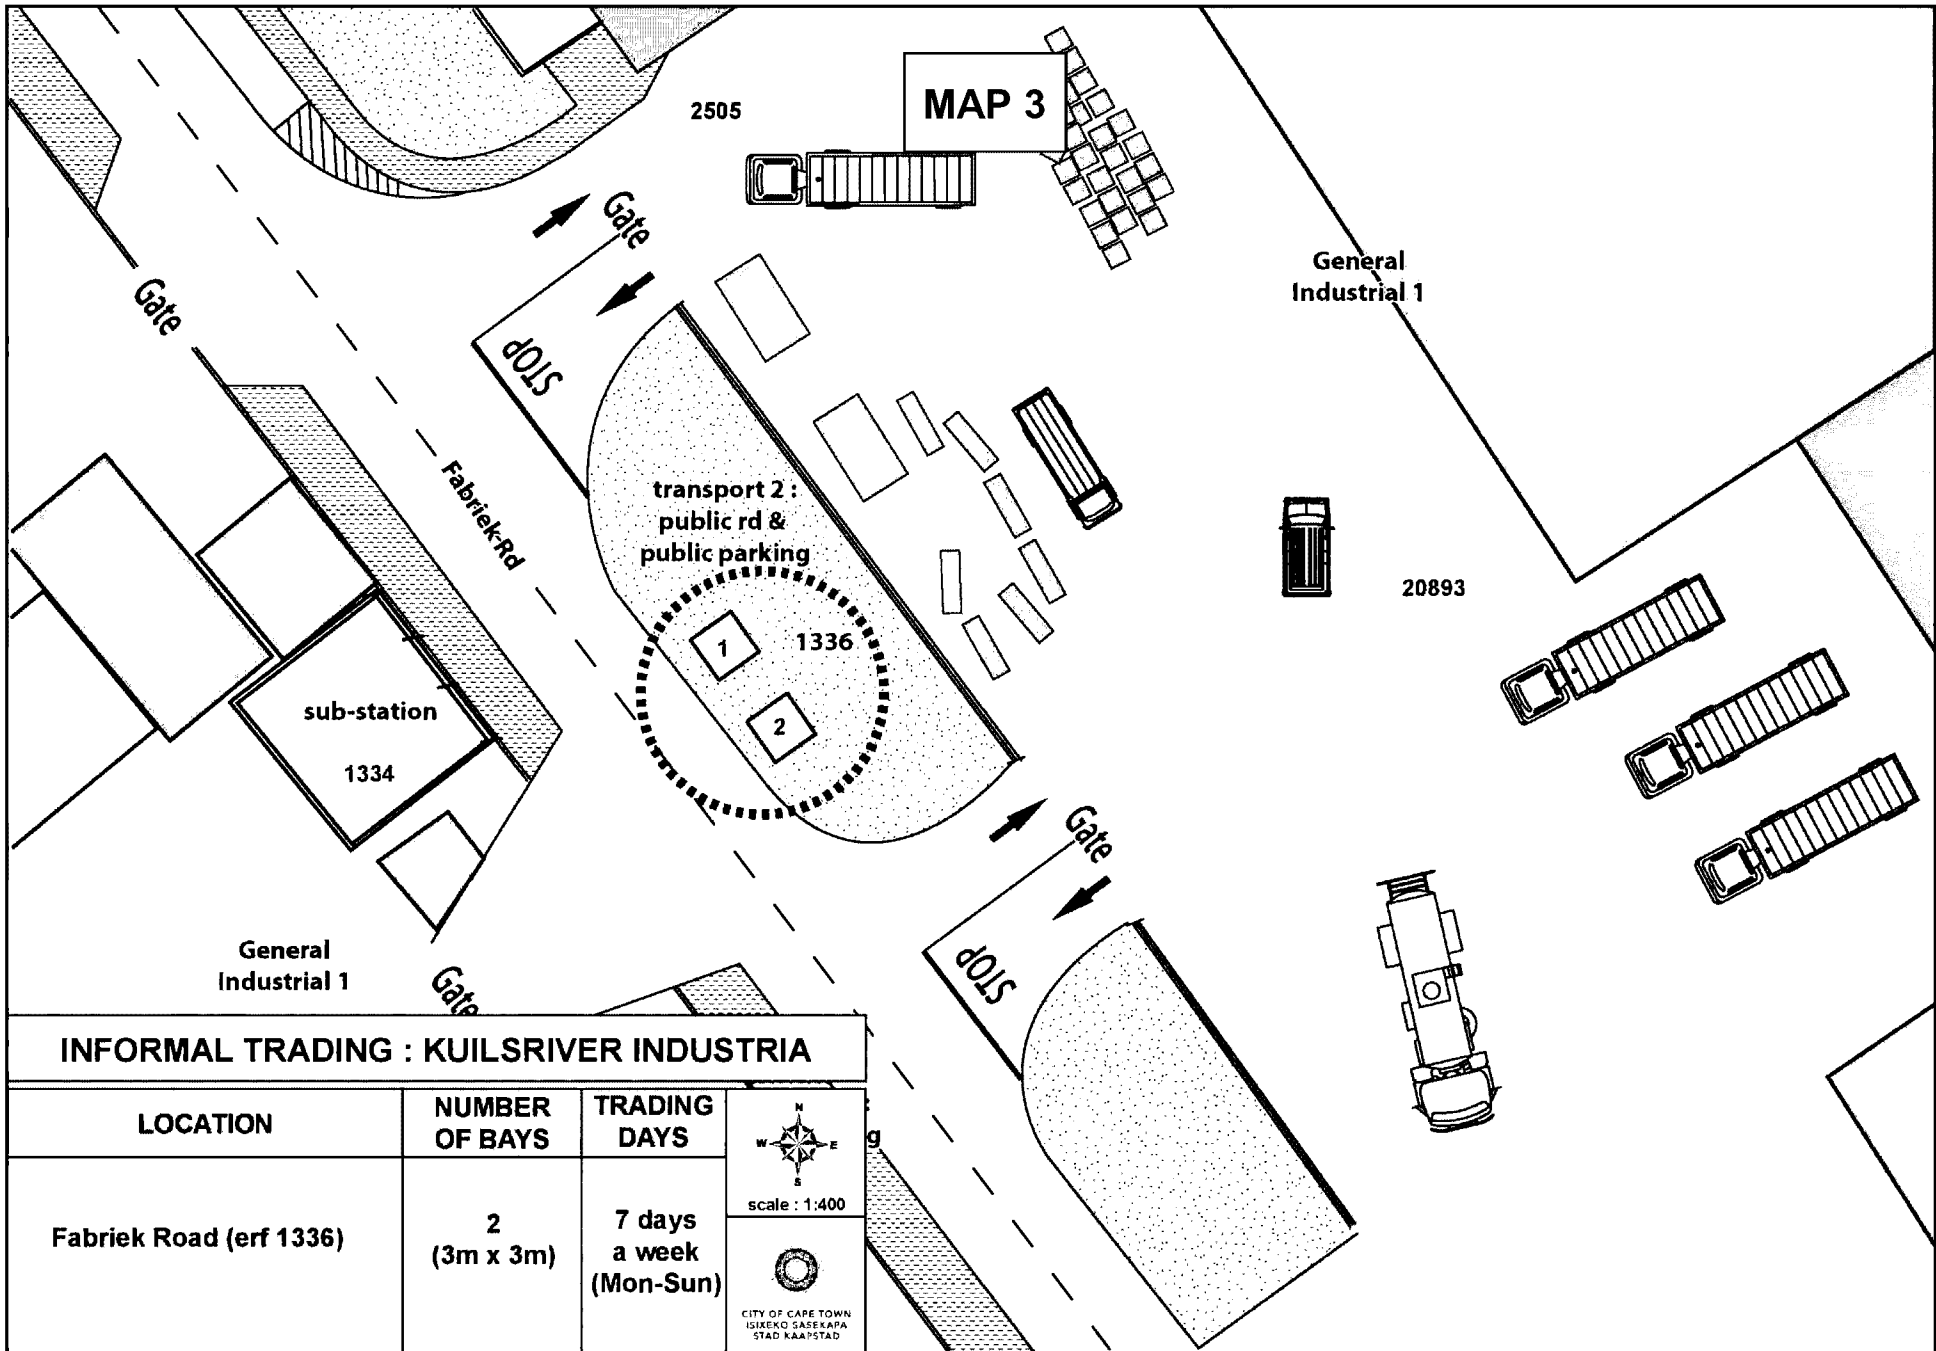 2505
MAP 3
Gate
Gate
General
Industrial 1
STOP
Fabriek-Rd
transport 2 :
public rd &
public parking
1
1336
2
20893
sub-station
1334
Gate
STOP
General
Industrial 1
Gate
INFORMAL TRADING : KUILSRIVER INDUSTRIA
LOCATION
NUMBER
OF BAYS
TRADING
DAYS
N
W
E
S
g
scale : 1:400
Fabriek Road (erf 1336)
2
(3m x 3m)
7 days
a week
(Mon-Sun)
CITY OF CAPE TOWN
ISIXEKO SASEKAPA
STAD KAAPSTAD